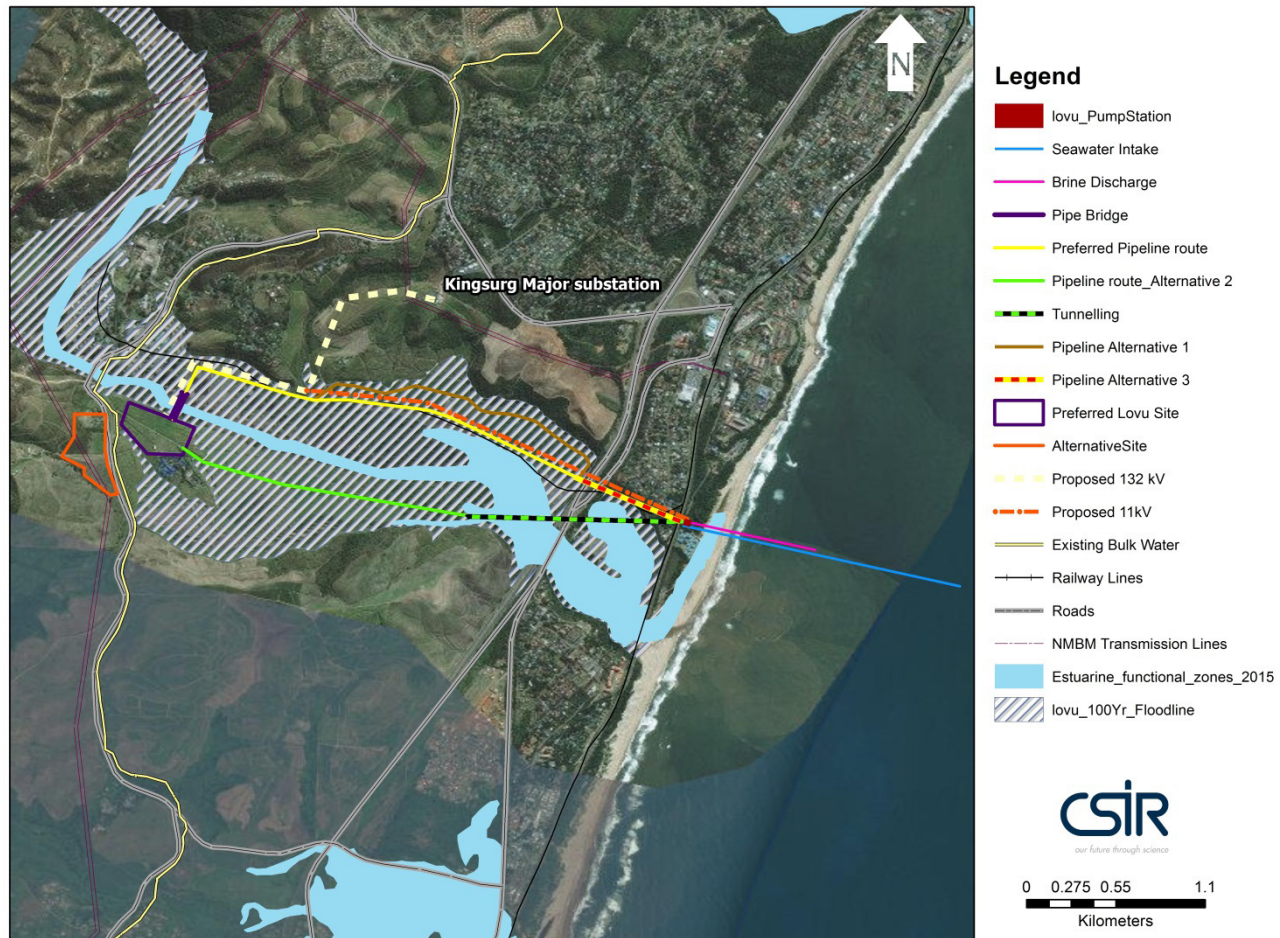 N
Kingsurg Major substation
Legend
lovu_PumpStation
Seawater Intake
Brine Discharge
Pipe Bridge
Preferred Pipeline route
Pipeline route_Alternative 2
Tunnelling
Pipeline Alternative 1
Pipeline Alternative 3
Preferred Lovu Site
AlternativeSite
Proposed 132 kV
Proposed 11kV
Existing Bulk Water
Railway Lines
Roads
NMBM Transmission Lines
Estuarine_functional_zones_2015
lovu_100Yr_Floodline
CSIR
our future through science
0 0.275 0.55 1.1
Kilometers